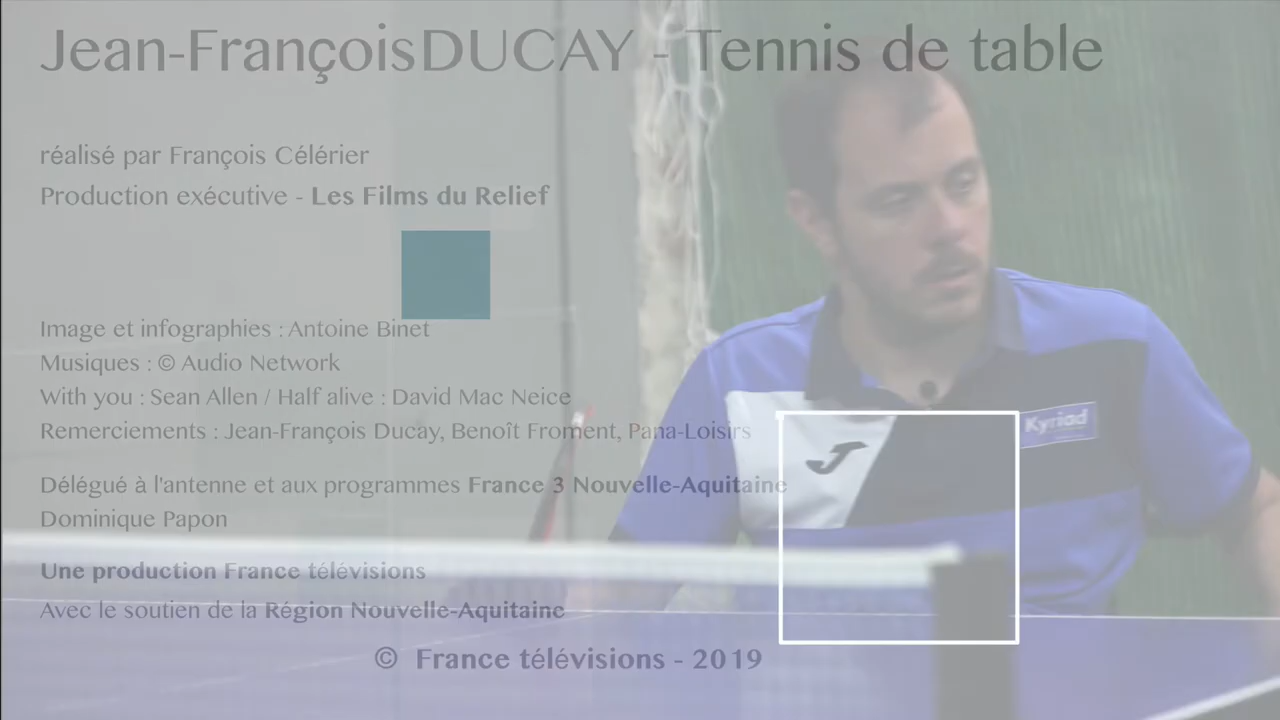 Jean-François DUCAY - Tennis de table
réalisé par François Célérier
Production exécutive - Les Films du Relief
Image et infographies : Antoine Binet
Musiques : © Audio Network
With you : Sean Allen / Half alive : David Mac Neice
Remerciements : Jean-François Ducay, Benoît Froment, Pana-Loisirs
Délégué à l'antenne et aux programmes France 3 Nouvelle-Aquitaine
Dominique Papon
Une production France télévisions
Avec le soutien de la Région Nouvelle-Aquitaine
© France télévisions - 2019
Kyriad